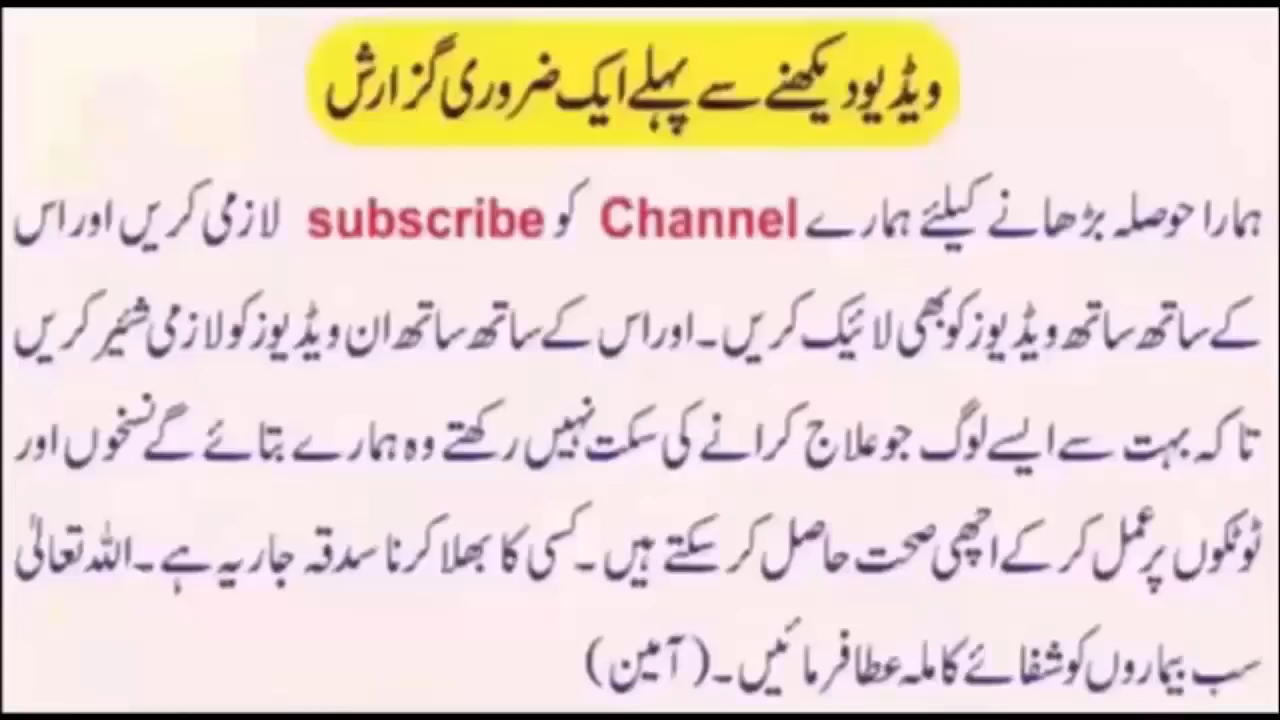 ویڈیو دیکھنے سے پہلے ایک ضروری گزارش
ہمارا حوصلہ بڑھانے کیلئے ہمارے Channel کو subscribe لازمی کریں اور اس
کے ساتھ ساتھ ویڈیوز کو بھی لائیک کریں۔ اور اس کے ساتھ ساتھ ان ویڈیوز کو لازمی شئیر کریں
تا کہ بہت سے ایسے لوگ جو علاج کرانے کی سکت نہیں رکھتے وہ ہمارے بتائے گے نسخوں اور
ٹوٹکوں پر عمل کر کے اچھی صحت حاصل کر سکتے ہیں۔ کسی کا بھلا کرنا سدقہ جاریہ ہے۔ اللہ تعالیٰ
سب بیماروں کو شفائے کاملہ عطا فرمائیں۔ (آمین)